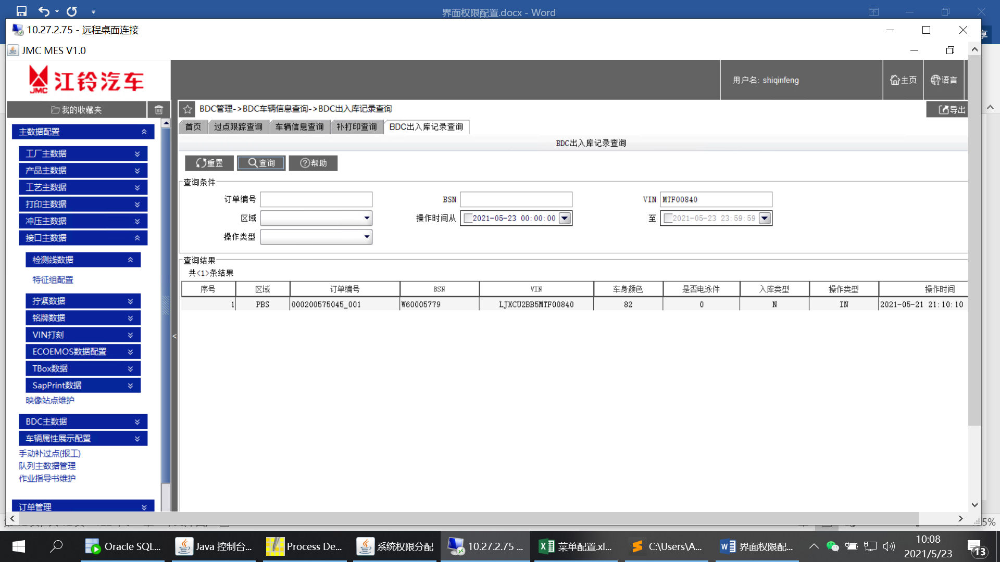 界面权限配置.docx - Word
10.27.2.75 - 远程桌面连接
JMC MES V1.0
JMC 江铃汽车
用户名: shiqinfeng
主页
语言
我的收藏夹
BDC管理->BDC车辆信息查询->BDC出入库记录查询
导出
首页 过点跟踪查询 车辆信息查询 补打印查询 BDC出入库记录查询
BDC出入库记录查询
重置 查询 帮助
查询条件
订单编号 BSN VIN MTF00840
区域 操作时间从 2021-05-23 00:00:00 至 2021-05-23 23:59:59
操作类型
查询结果
共<1>条结果
序号 区域 订单编号 BSN VIN 车身颜色 是否电泳件 入库类型 操作类型 操作时间
1 PBS 000200575045_001 W60005779 LJXCU2BB5MTF00840 82 0 N IN 2021-05-21 21:10:10
主数据配置
工厂主数据
产品主数据
工艺主数据
打印主数据
冲压主数据
接口主数据
检测线数据
特征组配置
拧紧数据
铭牌数据
VIN打刻
ECOEMOS数据配置
TBox数据
SapPrint数据
映像站点维护
BDC主数据
车辆属性展示配置
手动补过点(报工)
队列主数据管理
作业指导书维护
订单管理
5%
Oracle SQL...
Java 控制台...
Process De...
系统权限分配
10.27.2.75 ...
菜单配置.xl...
C:\Users\A...
界面权限配...
10:08
2021/5/23
13